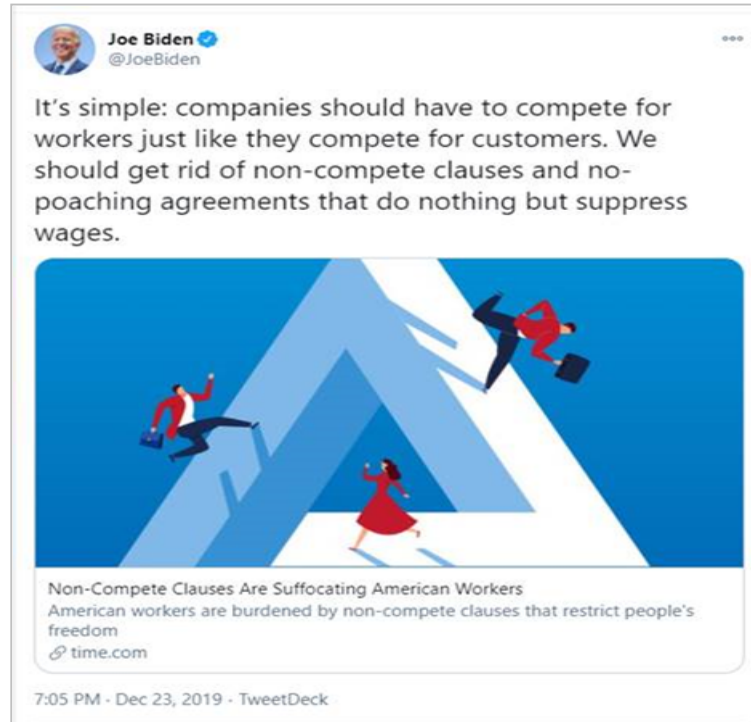 Joe Biden
@JoeBiden
It's simple: companies should have to compete for
workers just like they compete for customers. We
should get rid of non-compete clauses and no-
poaching agreements that do nothing but suppress
wages.
Non-Compete Clauses Are Suffocating American Workers
American workers are burdened by non-compete clauses that restrict people's
freedom
time.com
7:05 PM · Dec 23, 2019 · TweetDeck